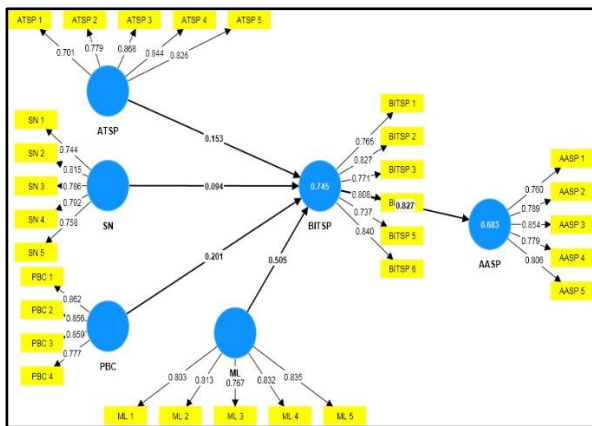 ATSP 1 ATSP 2 ATSP 3 ATSP 4 ATSP 5
0.701 0.779 0.868 0.844 0.826
ATSP
SN 1
SN 2
SN 3
SN 4
SN 5
0.744
0.815
0.786
0.792
0.758
SN
PBC 1
PBC 2
PBC 3
PBC 4
0.862
0.856
0.859
0.777
PBC
0.153
0.094
0.201
0.505
ML
0.803 0.813 0.767 0.832 0.835
ML 1 ML 2 ML 3 ML 4 ML 5
0.745
BITSP
0.765
0.827
0.771
0.808
0.737
0.840
BITSP 1
BITSP 2
BITSP 3
BITSP 5
BITSP 6
0.827
0.683
AASP
0.760
0.789
0.854
0.779
0.806
AASP 1
AASP 2
AASP 3
AASP 4
AASP 5